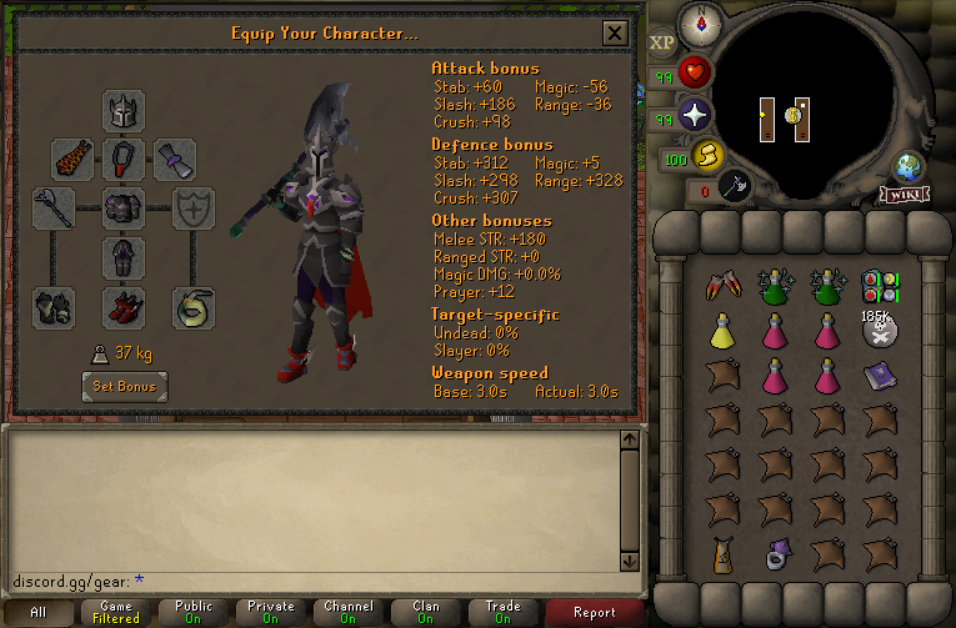 Equip Your Character...
N
XP
Attack bonus
Stab: +60 Magic: -56
Slash: +186 Range: -36
Crush: +98
99
99
Defence bonus
Stab: +312 Magic: +5
Slash: +298 Range: +328
Crush: +307
100
0
WIKI
Other bonuses
Melee STR: +180
Ranged STR: +0
Magic DMG: +0.0%
Prayer: +12
Target-specific
Undead: 0%
Slayer: 0%
185K
37 kg
Weapon speed
Base: 3.0s Actual: 3.0s
Set Bonus
discord.gg/gear: *
All
Game
Filtered
Public
On
Private
On
Channel
On
Clan
On
Trade
On
Report